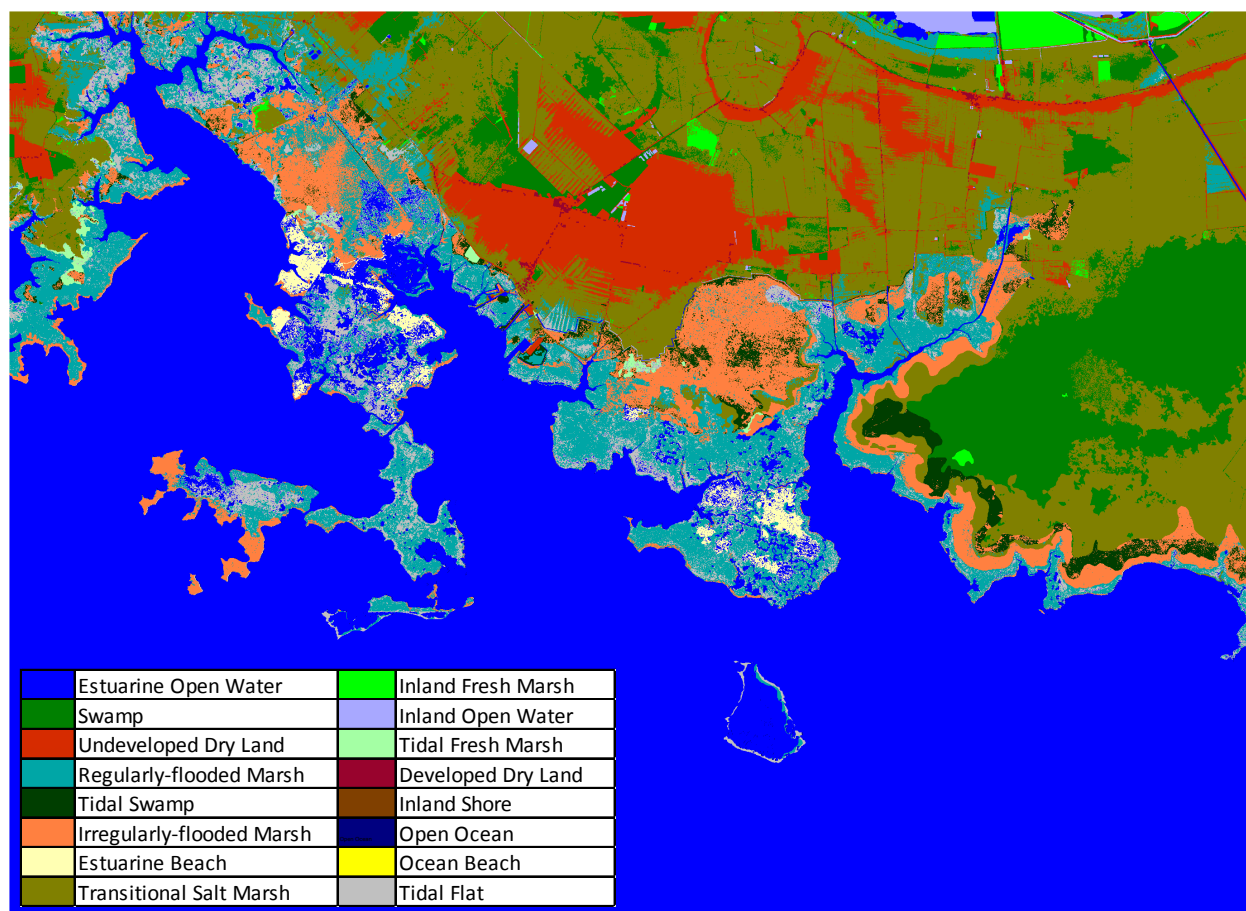 Estuarine Open Water Inland Fresh Marsh
Swamp Inland Open Water
Undeveloped Dry Land Tidal Fresh Marsh
Regularly-flooded Marsh Developed Dry Land
Tidal Swamp Inland Shore
Irregularly-flooded Marsh Open Ocean
Estuarine Beach Ocean Beach
Transitional Salt Marsh Tidal Flat